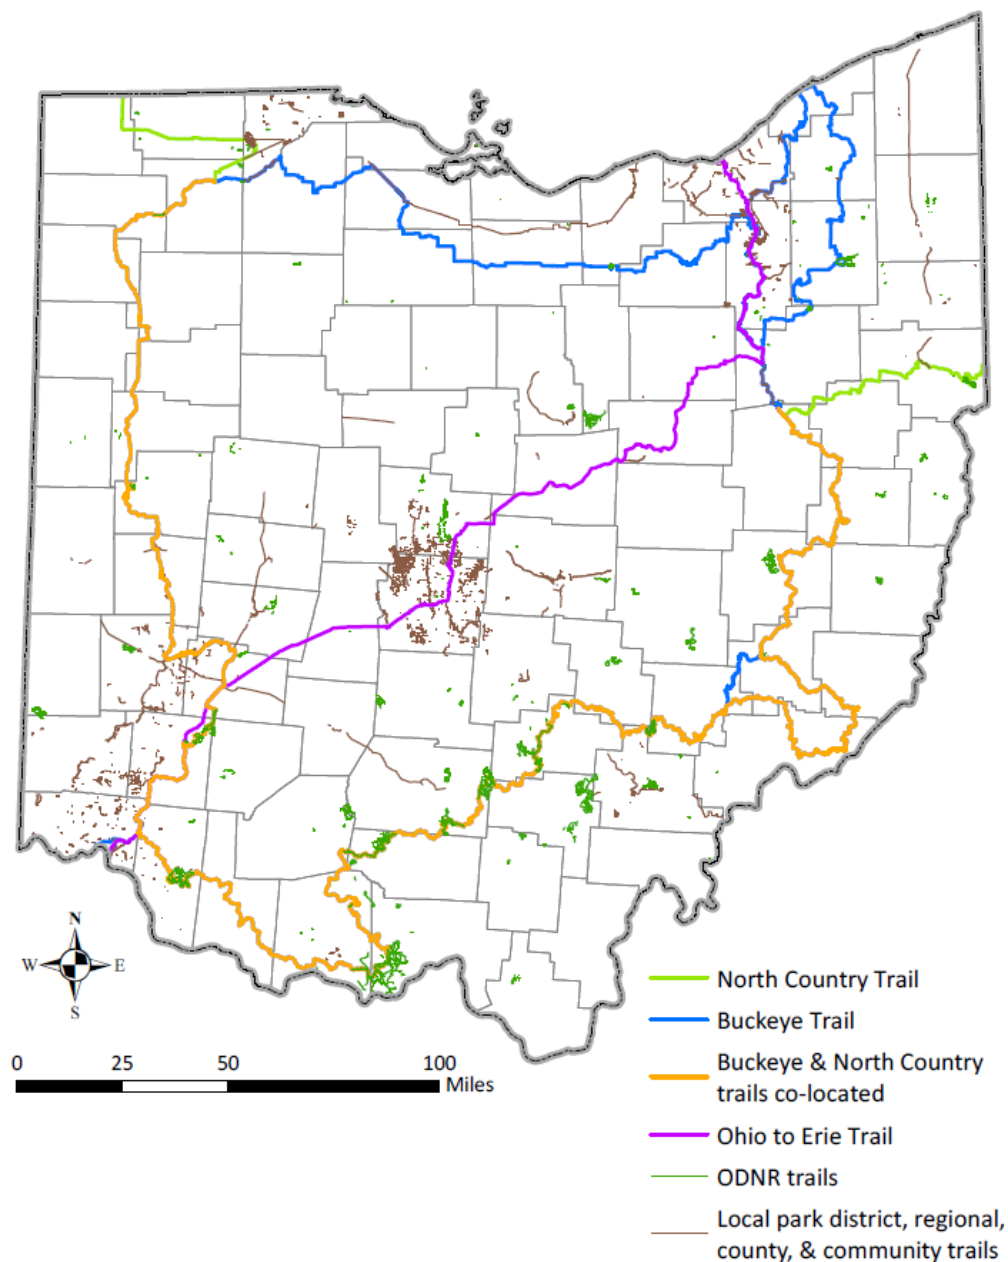 N
W E
S
0 25 50 100
Miles
North Country Trail
Buckeye Trail
Buckeye & North Country
trails co-located
Ohio to Erie Trail
ODNR trails
Local park district, regional,
county, & community trails